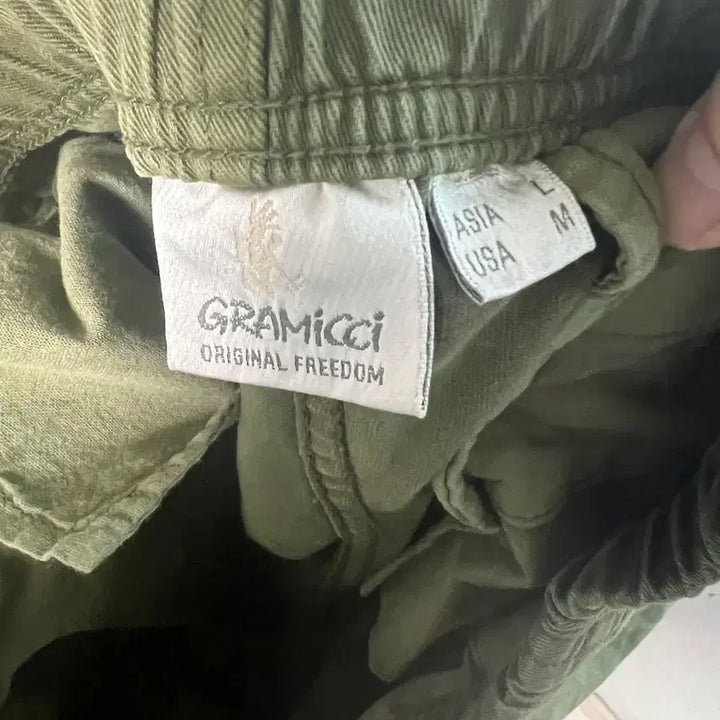 GRAMiCCi
ORIGINAL FREEDOM
ASIA L
USA M